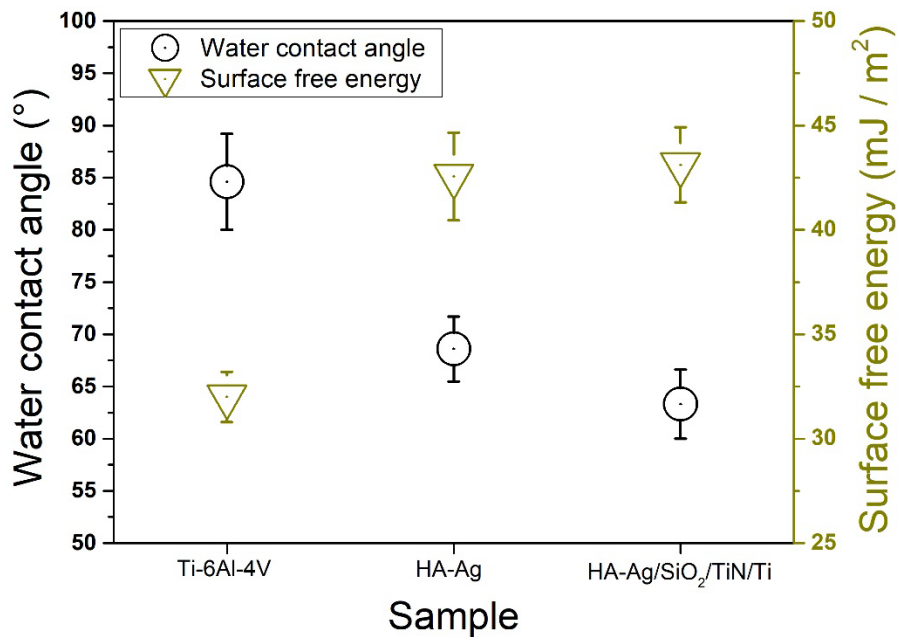 Water contact angle
Surface free energy
Water contact angle (°)
100
95
90
85
80
75
70
65
60
55
50
Surface free energy (mJ / m²)
50
45
40
35
30
25
Ti-6Al-4V HA-Ag HA-Ag/SiO₂/TiN/Ti
Sample